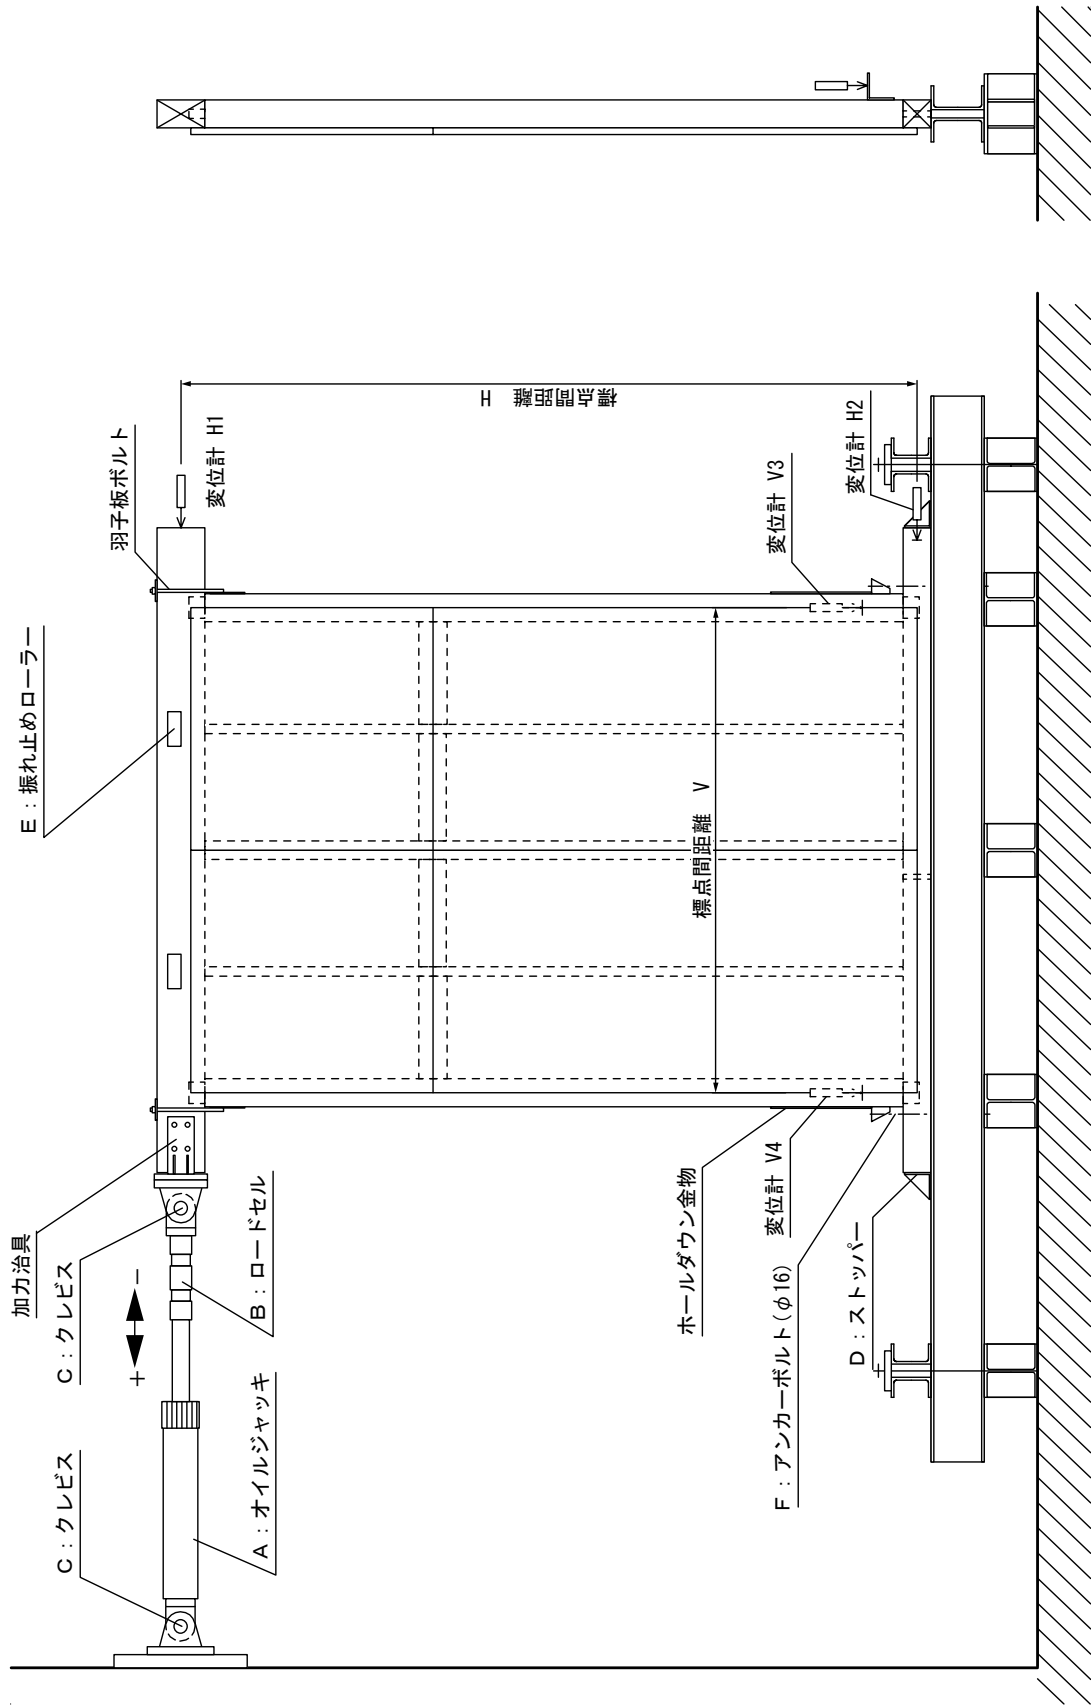 E：振れ止めローラー
羽子板ボルト
変位計 H1
標点間距離 H
加力治具
C：クレビス
C：クレビス
＋
－
B：ロードセル
A：オイルジャッキ
標点間距離 V
変位計 V3
変位計 H2
ホールダウン金物
変位計 V4
F：アンカーボルト(φ16)
D：ストッパー